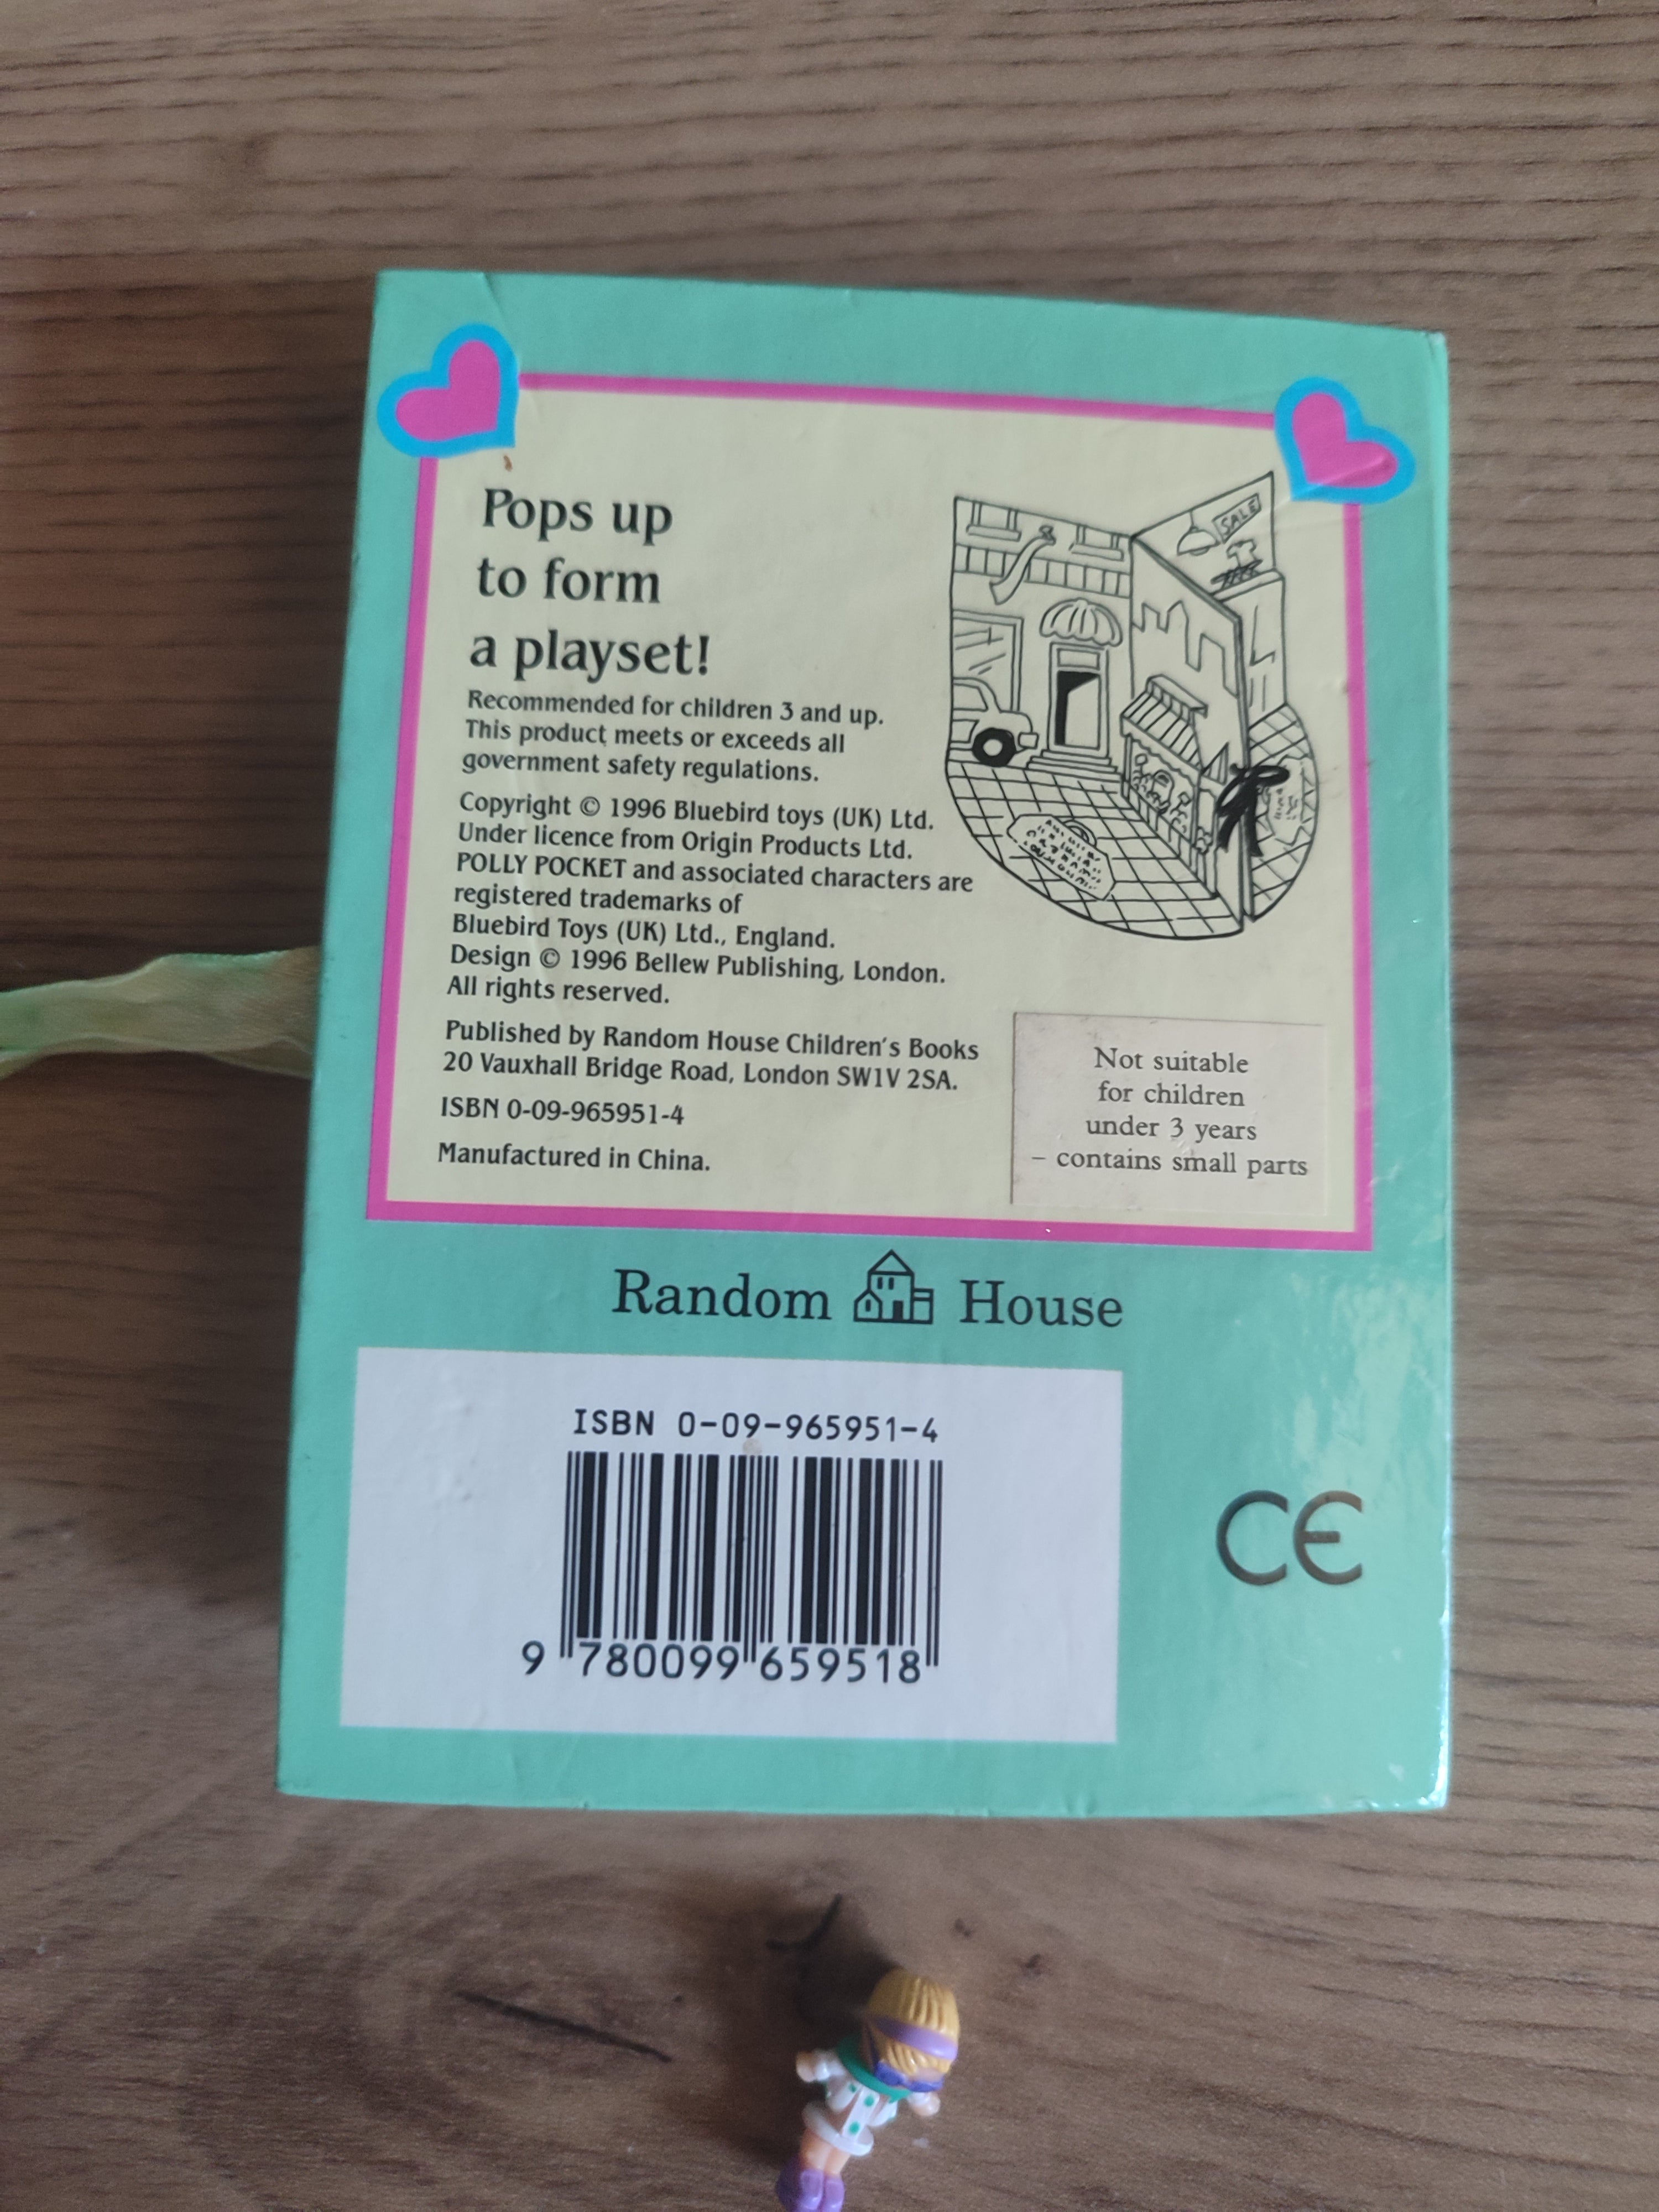 Pops up
to form
a playset!
Recommended for children 3 and up.
This product meets or exceeds all
government safety regulations.
Copyright © 1996 Bluebird toys (UK) Ltd.
Under licence from Origin Products Ltd.
POLLY POCKET and associated characters are
registered trademarks of
Bluebird Toys (UK) Ltd., England.
Design © 1996 Bellew Publishing, London.
All rights reserved.
Published by Random House Children's Books
20 Vauxhall Bridge Road, London SW1V 2SA.
ISBN 0-09-965951-4
Manufactured in China.
SALE
Not suitable
for children
under 3 years
– contains small parts
Random House
ISBN 0-09-965951-4
9 780099 659518
CE